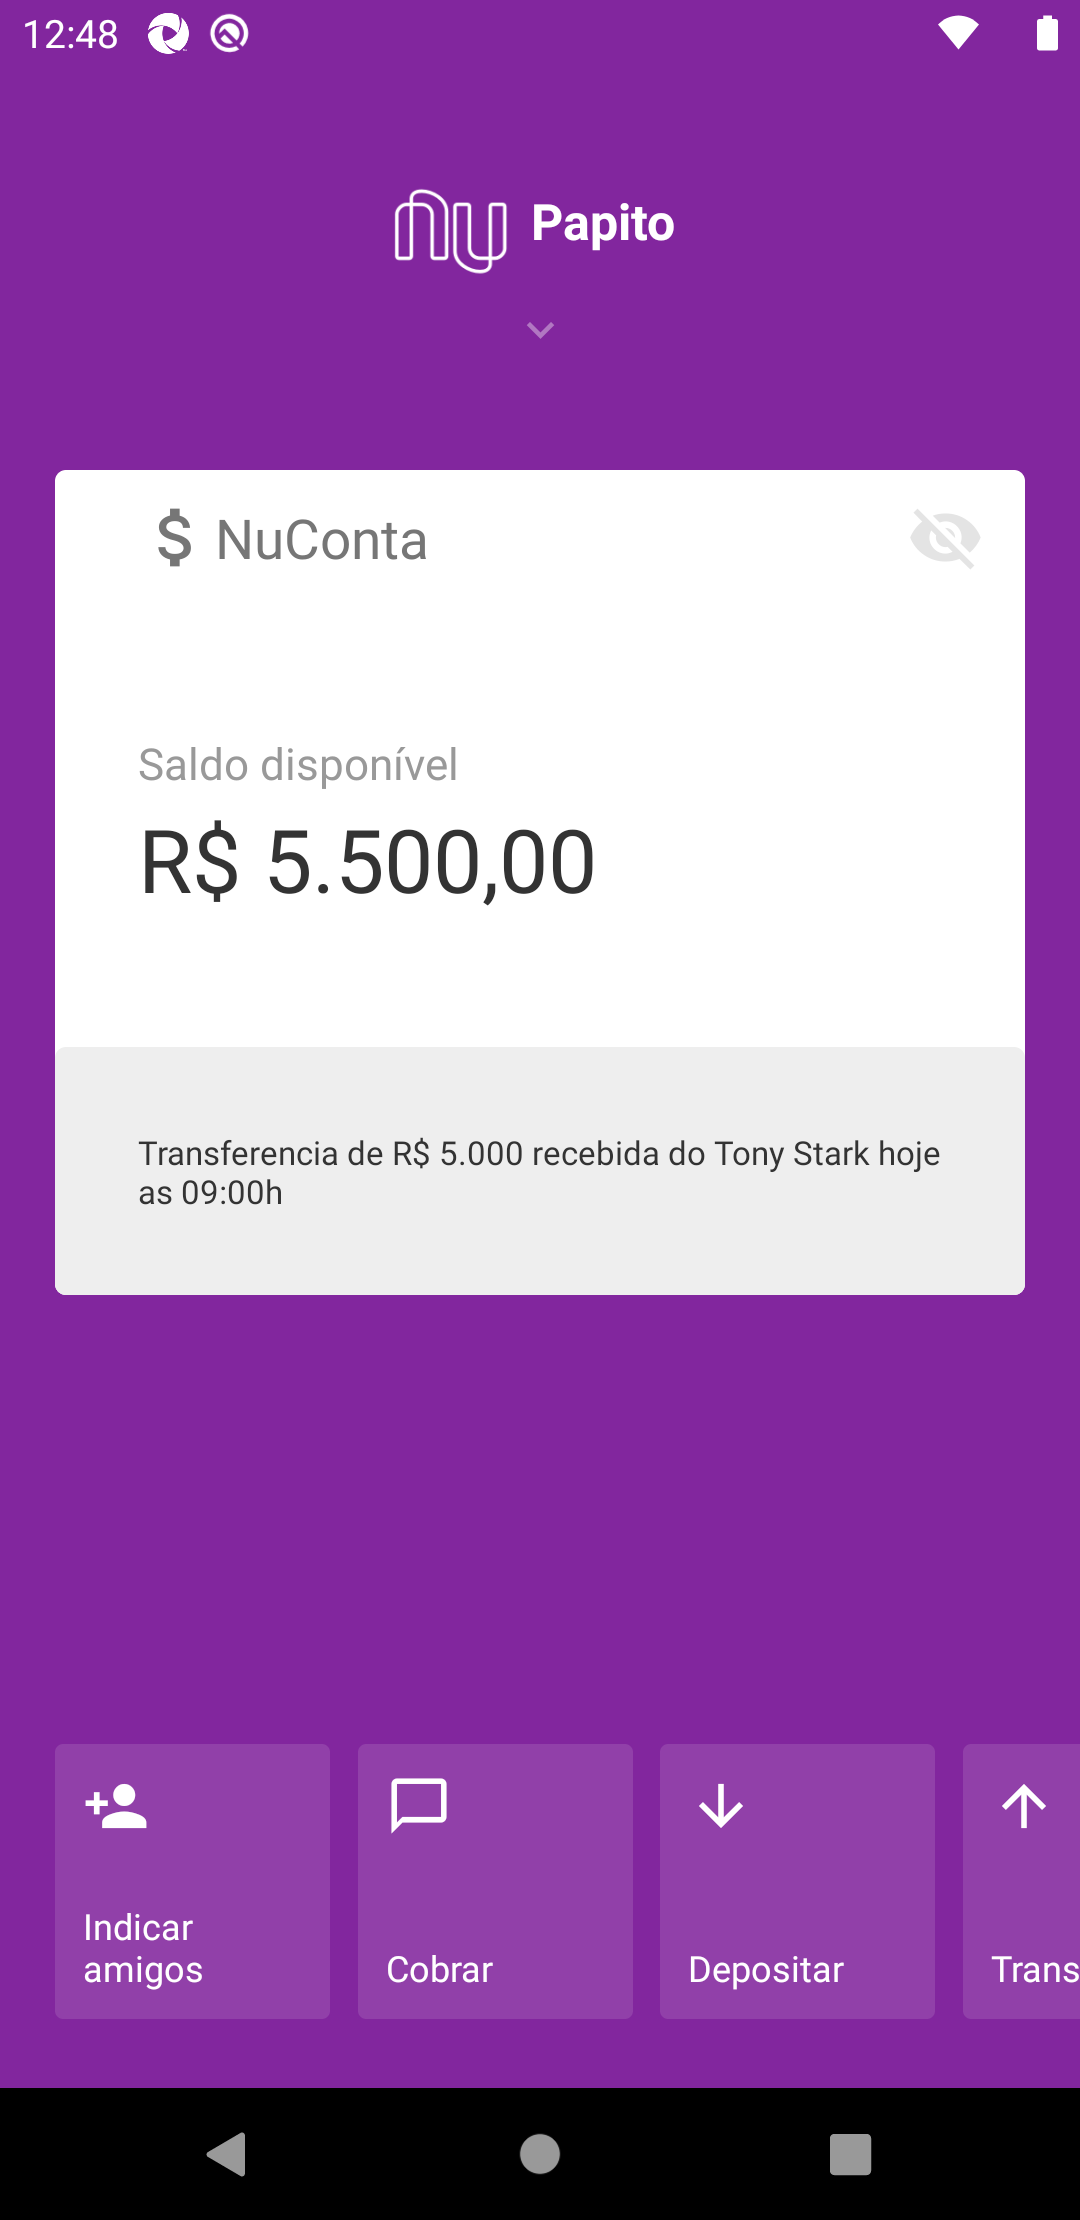 12:48
nu Papito
$ NuConta
Saldo disponível
R$ 5.500,00
Transferencia de R$ 5.000 recebida do Tony Stark hoje
as 09:00h
Indicar
amigos
Cobrar
Depositar
Trans